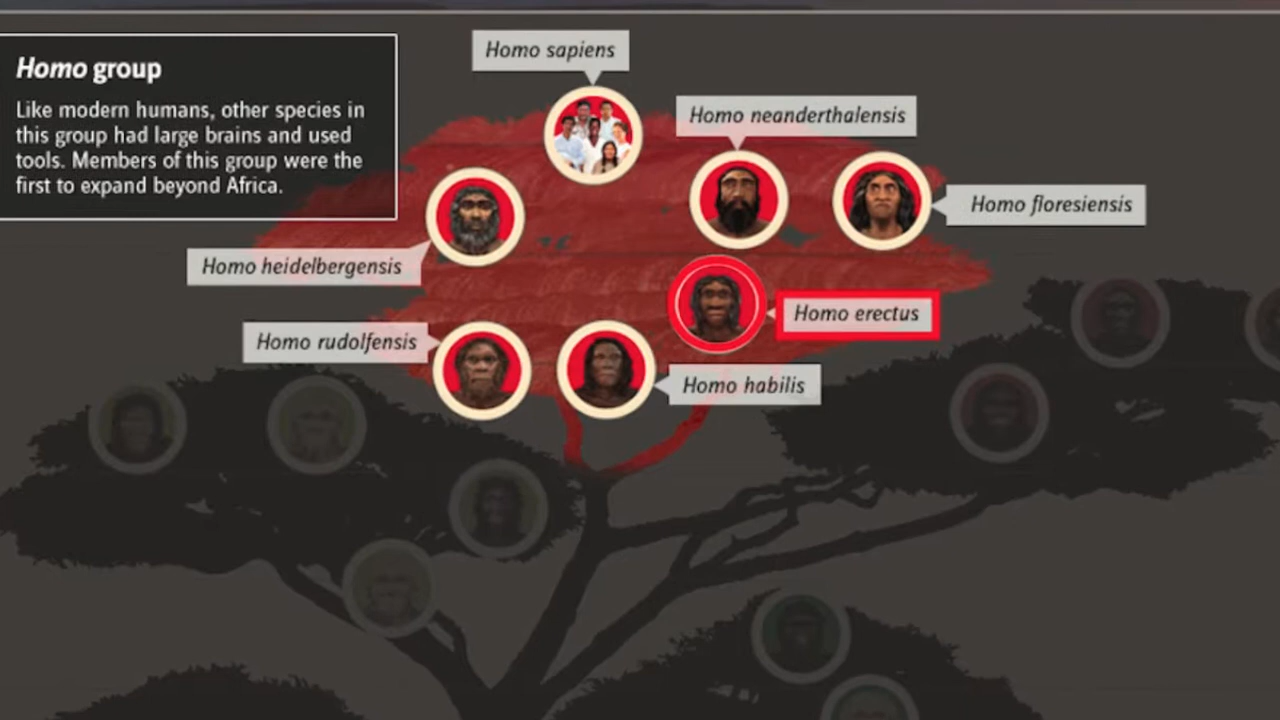 Homo group
Like modern humans, other species in
this group had large brains and used
tools. Members of this group were the
first to expand beyond Africa.
Homo sapiens
Homo neanderthalensis
Homo floresiensis
Homo heidelbergensis
Homo erectus
Homo rudolfensis
Homo habilis